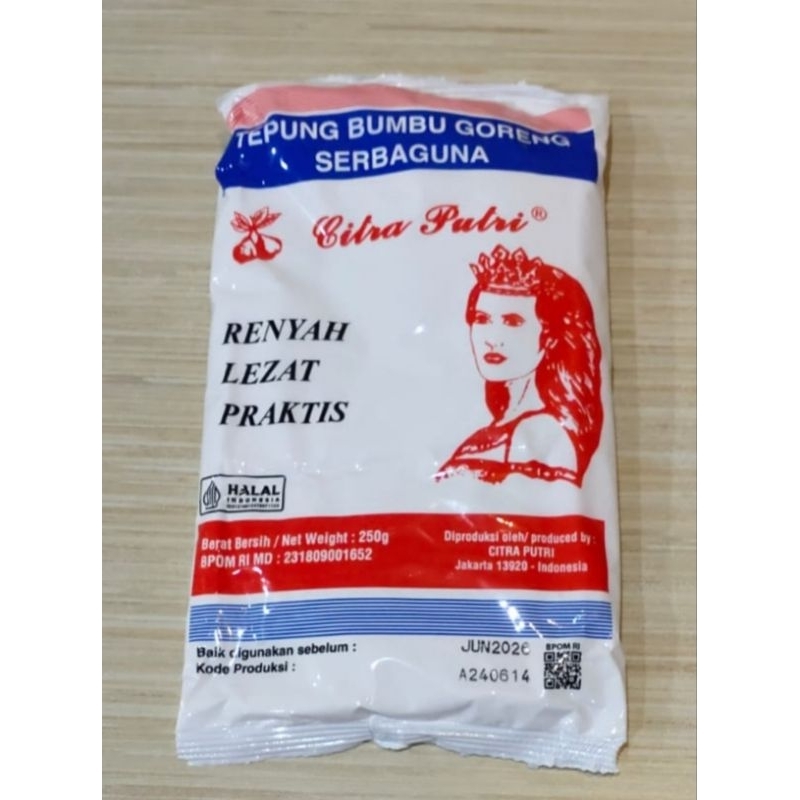 TEPUNG BUMBU GORENG
SERBAGUNA
Citra Putri®
RENYAH
LEZAT
PRAKTIS
HALAL
INDONESIA
Berat Bersih / Net Weight : 250g
BPOM RI MD : 231809001652
Diproduksi oleh/ produced by :
CITRA PUTRI
Jakarta 13920 - Indonesia
Baik digunakan sebelum : JUN2026
Kode Produksi : A240614
BPOM RI